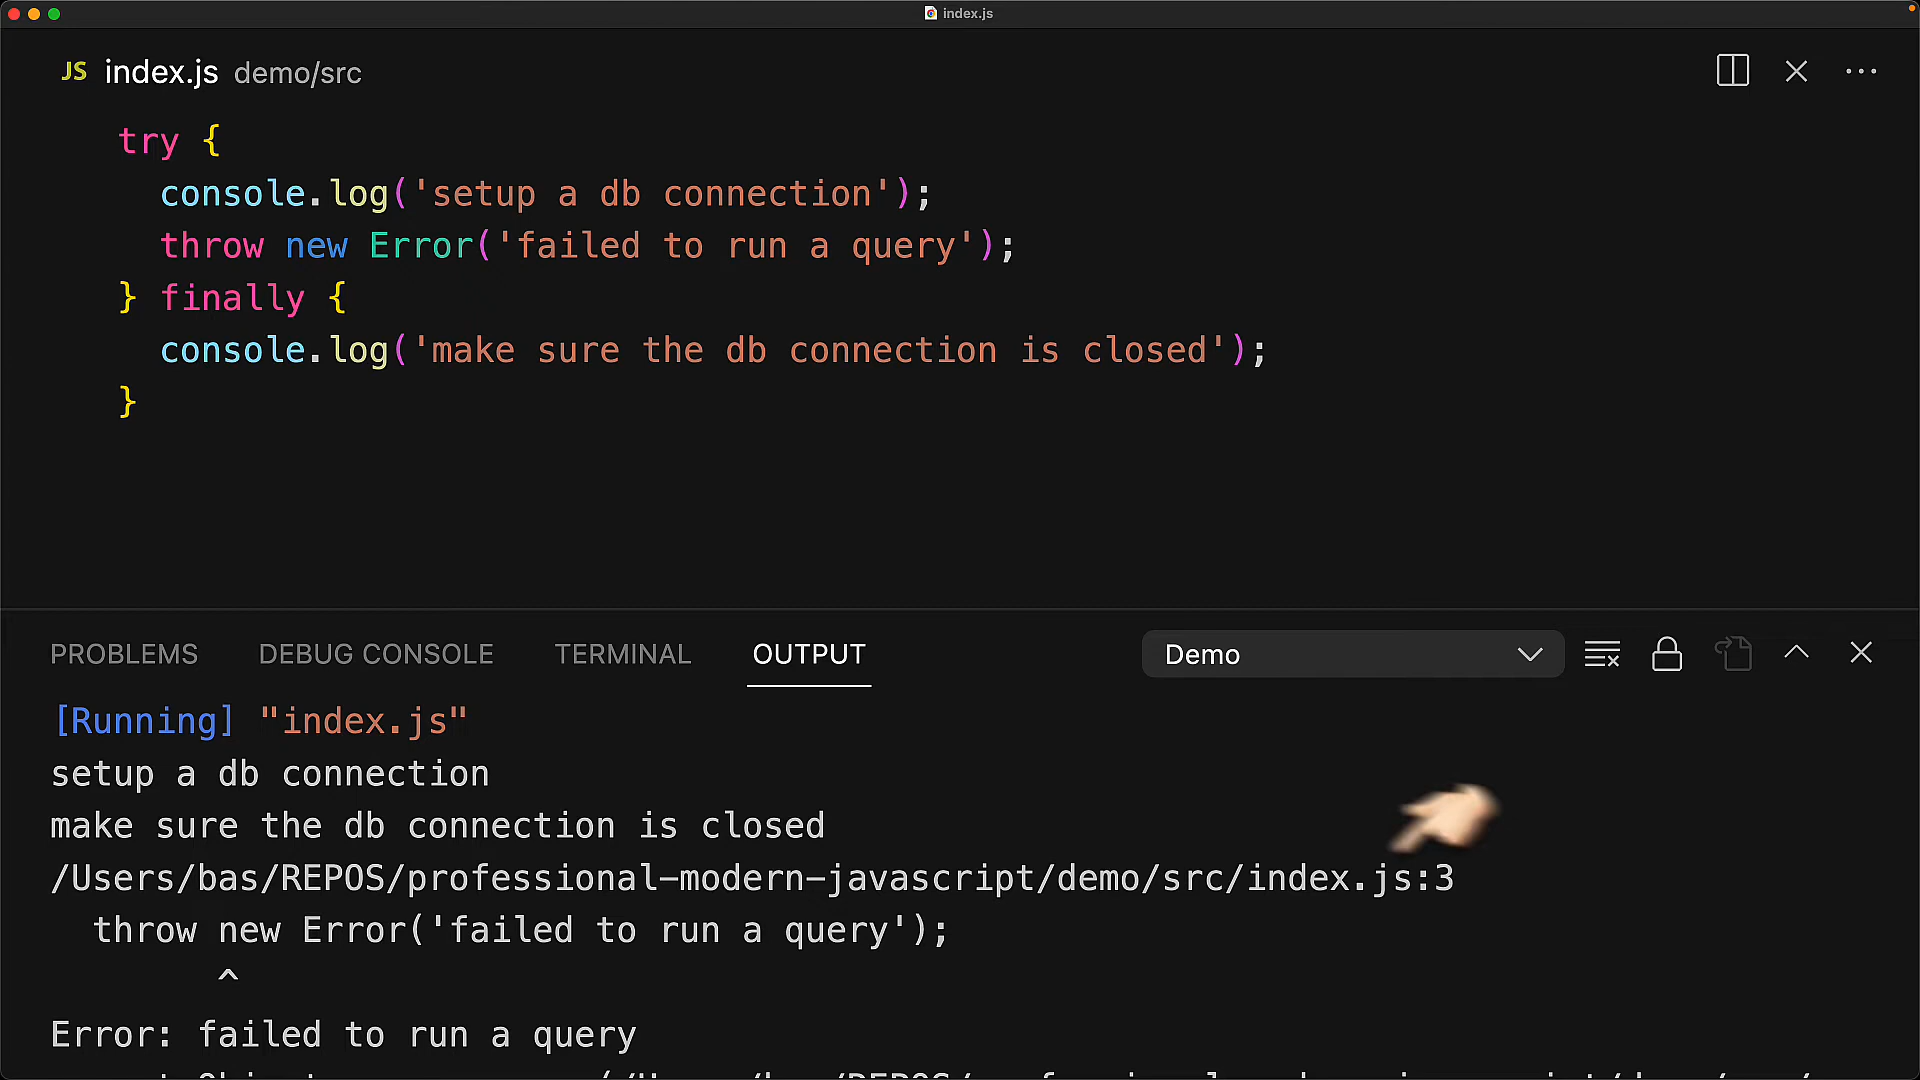 index.js
JS index.js demo/src
try {
console.log('setup a db connection');
throw new Error('failed to run a query');
} finally {
console.log('make sure the db connection is closed');
}
PROBLEMS DEBUG CONSOLE TERMINAL OUTPUT Demo
[Running] "index.js"
setup a db connection
make sure the db connection is closed
/Users/bas/REPOS/professional-modern-javascript/demo/src/index.js:3
throw new Error('failed to run a query');
^
Error: failed to run a query